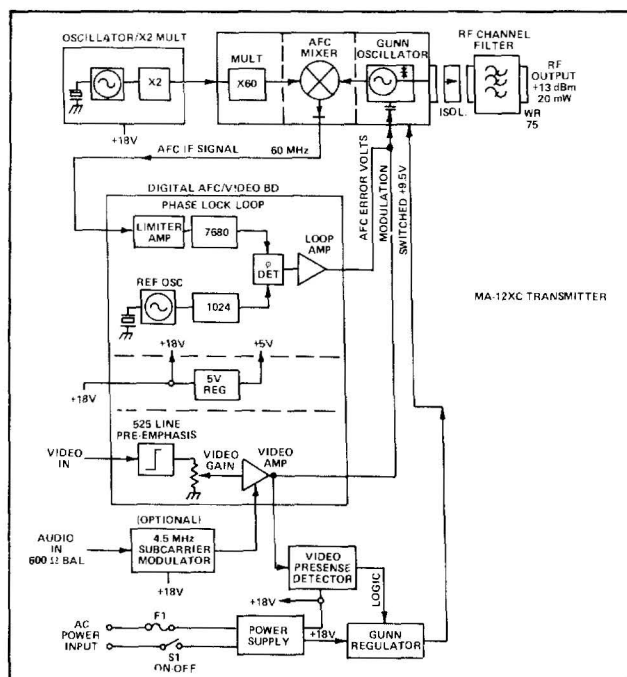 OSCILLATOR/X2 MULT
X2
+18V
MULT
X60
AFC
MIXER
GUNN
OSCILLATOR
ISOL.
RF CHANNEL
FILTER
RF
OUTPUT
+13 dBm
20 mW
WR
75
AFC IF SIGNAL
60 MHz
AFC ERROR VOLTS
MODULATION
SWITCHED +9.5V
DIGITAL AFC/VIDEO BD
PHASE LOCK LOOP
LIMITER
AMP
7680
φ
DET
LOOP
AMP
REF OSC
1024
MA-12XC TRANSMITTER
+18V
+5V
5V
REG
+18V
525 LINE
PRE-EMPHASIS
VIDEO
IN
VIDEO
GAIN
VIDEO
AMP
(OPTIONAL)
AUDIO
IN
600 Ω BAL
4.5 MHz
SUBCARRIER
MODULATOR
+18V
VIDEO
PRESENSE
DETECTOR
LOGIC
+18V
AC
POWER
INPUT
F1
S1
ON-OFF
POWER
SUPPLY
+18V
GUNN
REGULATOR